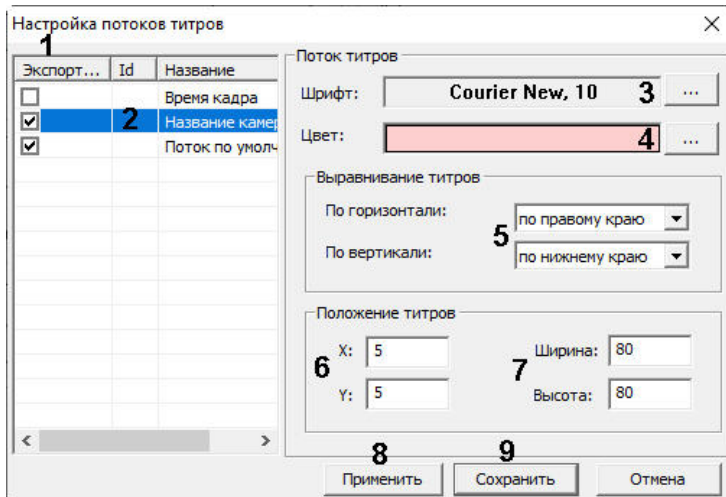 Настройка потоков титров
1
Экспорт... Id Название
Время кадра
2 Название камер
Поток по умолч
Поток титров
Шрифт: Courier New, 10 3 ...
Цвет: 4 ...
Выравнивание титров
По горизонтали: по правому краю
5
По вертикали: по нижнему краю
Положение титров
X: 5 Ширина: 80
6 7
Y: 5 Высота: 80
8 9
Применить Сохранить Отмена